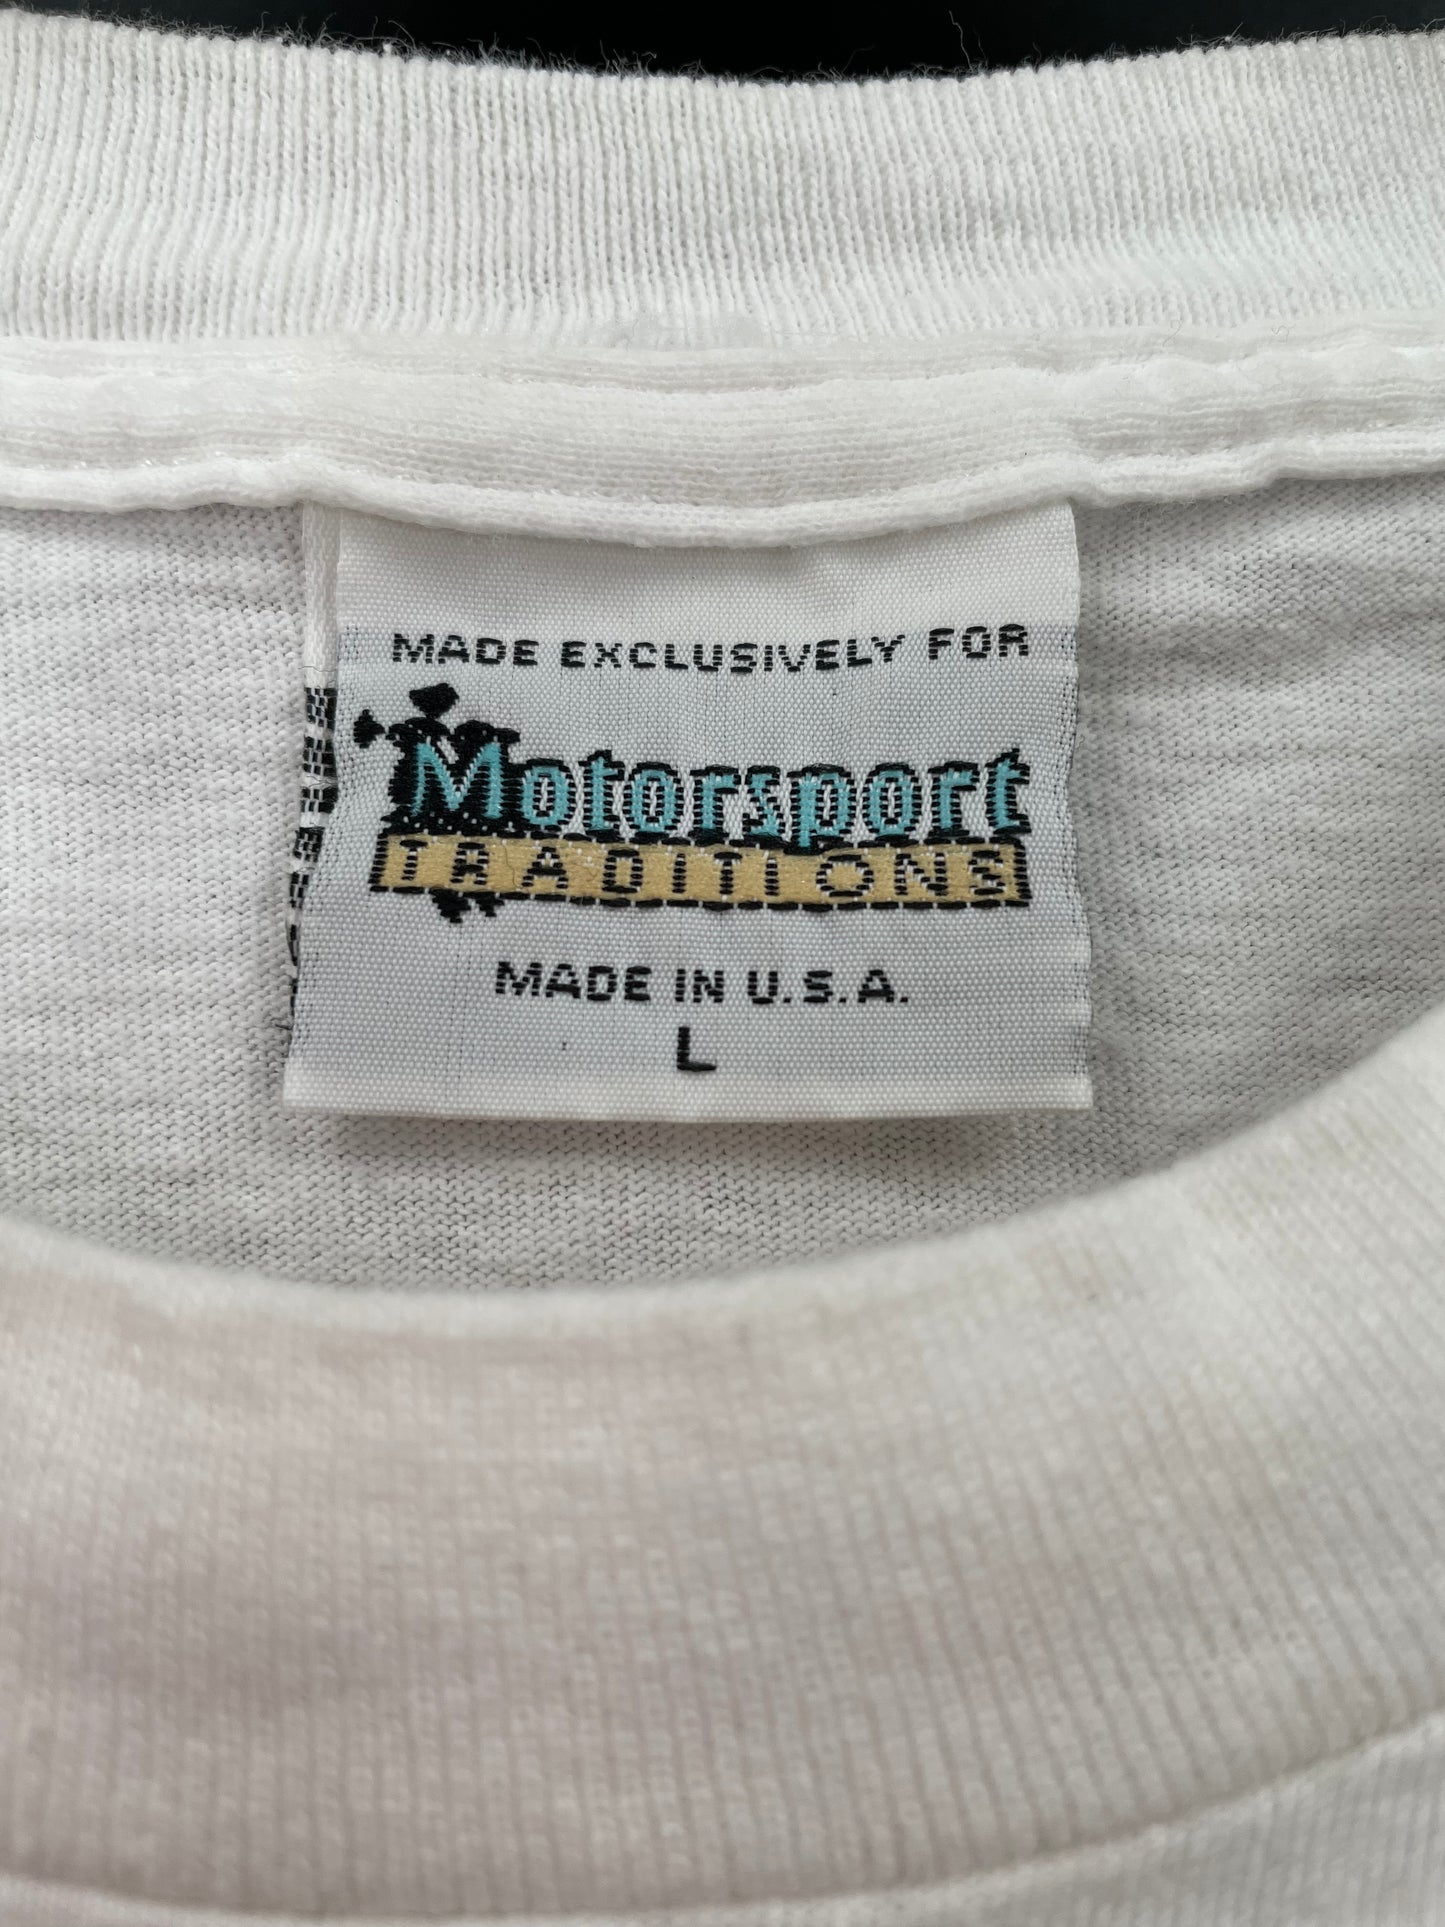 MADE EXCLUSIVELY FOR
Motorsport
TRADITIONS
MADE IN U.S.A.
L